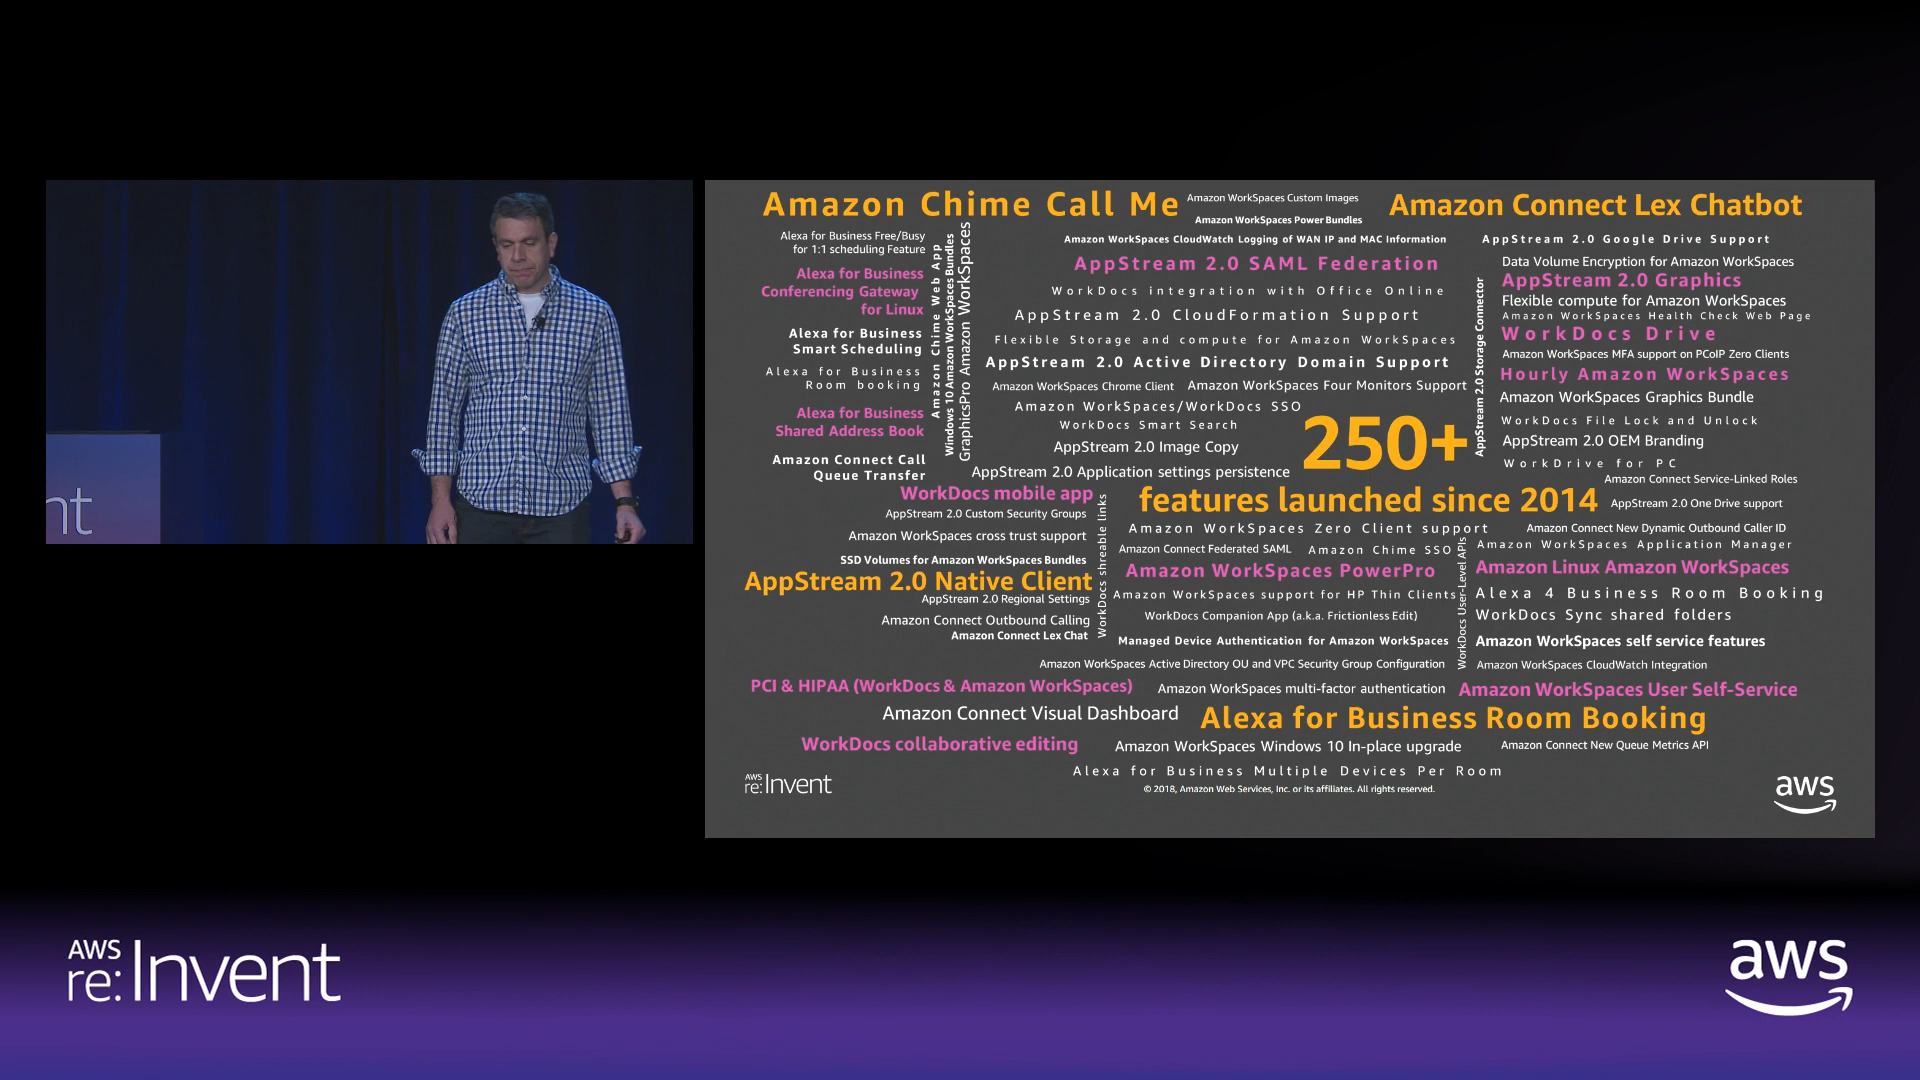 Amazon Chime Call Me
Amazon WorkSpaces Custom Images
Amazon WorkSpaces Power Bundles
Amazon Connect Lex Chatbot
Alexa for Business Free/Busy
for 1:1 scheduling Feature
Alexa for Business
Conferencing Gateway
for Linux
Alexa for Business
Smart Scheduling
Alexa for Business
Room booking
Alexa for Business
Shared Address Book
Amazon Connect Call
Queue Transfer
Amazon Chime Web App
Windows 10 Amazon WorkSpaces Bundles
GraphicsPro Amazon WorkSpaces
Amazon WorkSpaces CloudWatch Logging of WAN IP and MAC Information
AppStream 2.0 SAML Federation
WorkDocs integration with Office Online
AppStream 2.0 CloudFormation Support
Flexible Storage and compute for Amazon WorkSpaces
AppStream 2.0 Active Directory Domain Support
Amazon WorkSpaces Chrome Client
Amazon WorkSpaces Four Monitors Support
Amazon WorkSpaces/WorkDocs SSO
WorkDocs Smart Search
AppStream 2.0 Image Copy
AppStream 2.0 Application settings persistence
250+
features launched since 2014
AppStream 2.0 Storage Connector
AppStream 2.0 Google Drive Support
Data Volume Encryption for Amazon WorkSpaces
AppStream 2.0 Graphics
Flexible compute for Amazon WorkSpaces
Amazon WorkSpaces Health Check Web Page
WorkDocs Drive
Amazon WorkSpaces MFA support on PCoIP Zero Clients
Hourly Amazon WorkSpaces
Amazon WorkSpaces Graphics Bundle
WorkDocs File Lock and Unlock
AppStream 2.0 OEM Branding
WorkDrive for PC
Amazon Connect Service-Linked Roles
AppStream 2.0 One Drive support
WorkDocs mobile app
AppStream 2.0 Custom Security Groups
Amazon WorkSpaces cross trust support
SSD Volumes for Amazon WorkSpaces Bundles
AppStream 2.0 Native Client
AppStream 2.0 Regional Settings
Amazon Connect Outbound Calling
Amazon Connect Lex Chat
WorkDocs shreable links
Amazon WorkSpaces Zero Client support
Amazon Connect Federated SAML
Amazon Chime SSO
Amazon WorkSpaces PowerPro
Amazon WorkSpaces support for HP Thin Clients
WorkDocs Companion App (a.k.a. Frictionless Edit)
Managed Device Authentication for Amazon WorkSpaces
Amazon WorkSpaces Active Directory OU and VPC Security Group Configuration
WorkDocs User-Level APIs
Amazon Connect New Dynamic Outbound Caller ID
Amazon WorkSpaces Application Manager
Amazon Linux Amazon WorkSpaces
Alexa 4 Business Room Booking
WorkDocs Sync shared folders
Amazon WorkSpaces self service features
Amazon WorkSpaces CloudWatch Integration
PCI & HIPAA (WorkDocs & Amazon WorkSpaces)
Amazon WorkSpaces multi-factor authentication
Amazon WorkSpaces User Self-Service
Amazon Connect Visual Dashboard
Alexa for Business Room Booking
WorkDocs collaborative editing
Amazon WorkSpaces Windows 10 In-place upgrade
Amazon Connect New Queue Metrics API
Alexa for Business Multiple Devices Per Room
© 2018, Amazon Web Services, Inc. or its affiliates. All rights reserved.
AWS
re:Invent
aws
nt
AWS
re:Invent
aws